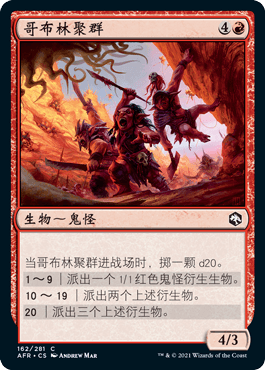 哥布林聚群 4
生物～鬼怪
当哥布林聚群进战场时，掷一颗 d20。
1～9 | 派出一个 1/1 红色鬼怪衍生生物。
10～19 | 派出两个上述衍生生物。
20 | 派出三个上述衍生生物。
4/3
162/281 C
AFR • CS ANDREW MAR
™ & © 2021 Wizards of the Coast